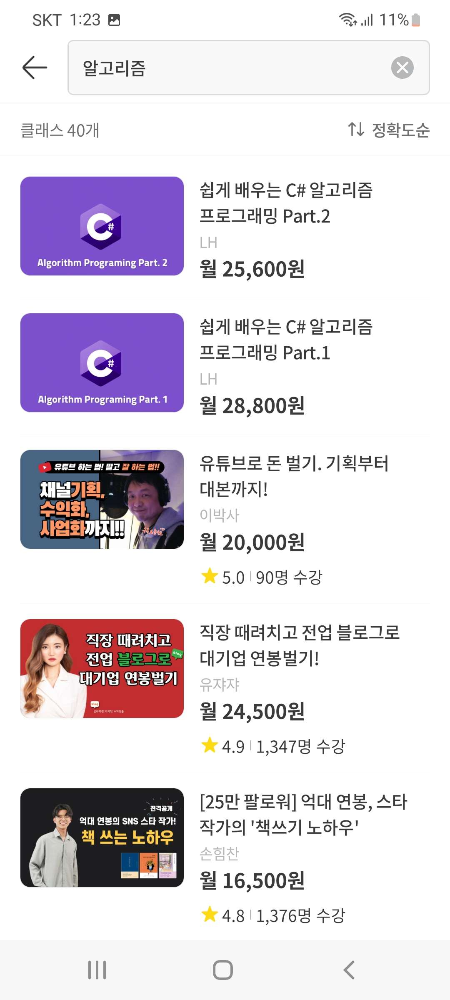 SKT 1:23 11%
알고리즘
클래스 40개 정확도순
C#
Algorithm Programing Part. 2
쉽게 배우는 C# 알고리즘
프로그래밍 Part.2
LH
월 25,600원
C#
Algorithm Programing Part. 1
쉽게 배우는 C# 알고리즘
프로그래밍 Part.1
LH
월 28,800원
유튜브 하는 법! 말고 잘 하는 법!!
채널기획,
수익화,
사업화까지!!
유튜브로 돈 벌기. 기획부터
대본까지!
이박사
월 20,000원
5.0 90명 수강
직장 때려치고
전업 블로그로
blog
대기업 연봉벌기
blog
직장 때려치고 전업 블로그로
대기업 연봉벌기!
유쟈쟈
월 24,500원
4.9 1,347명 수강
전격공개
억대 연봉의 SNS 스타 작가!
책 쓰는 노하우
[25만 팔로워] 억대 연봉, 스타
작가의 '책쓰기 노하우'
손힘찬
월 16,500원
4.8 1,376명 수강